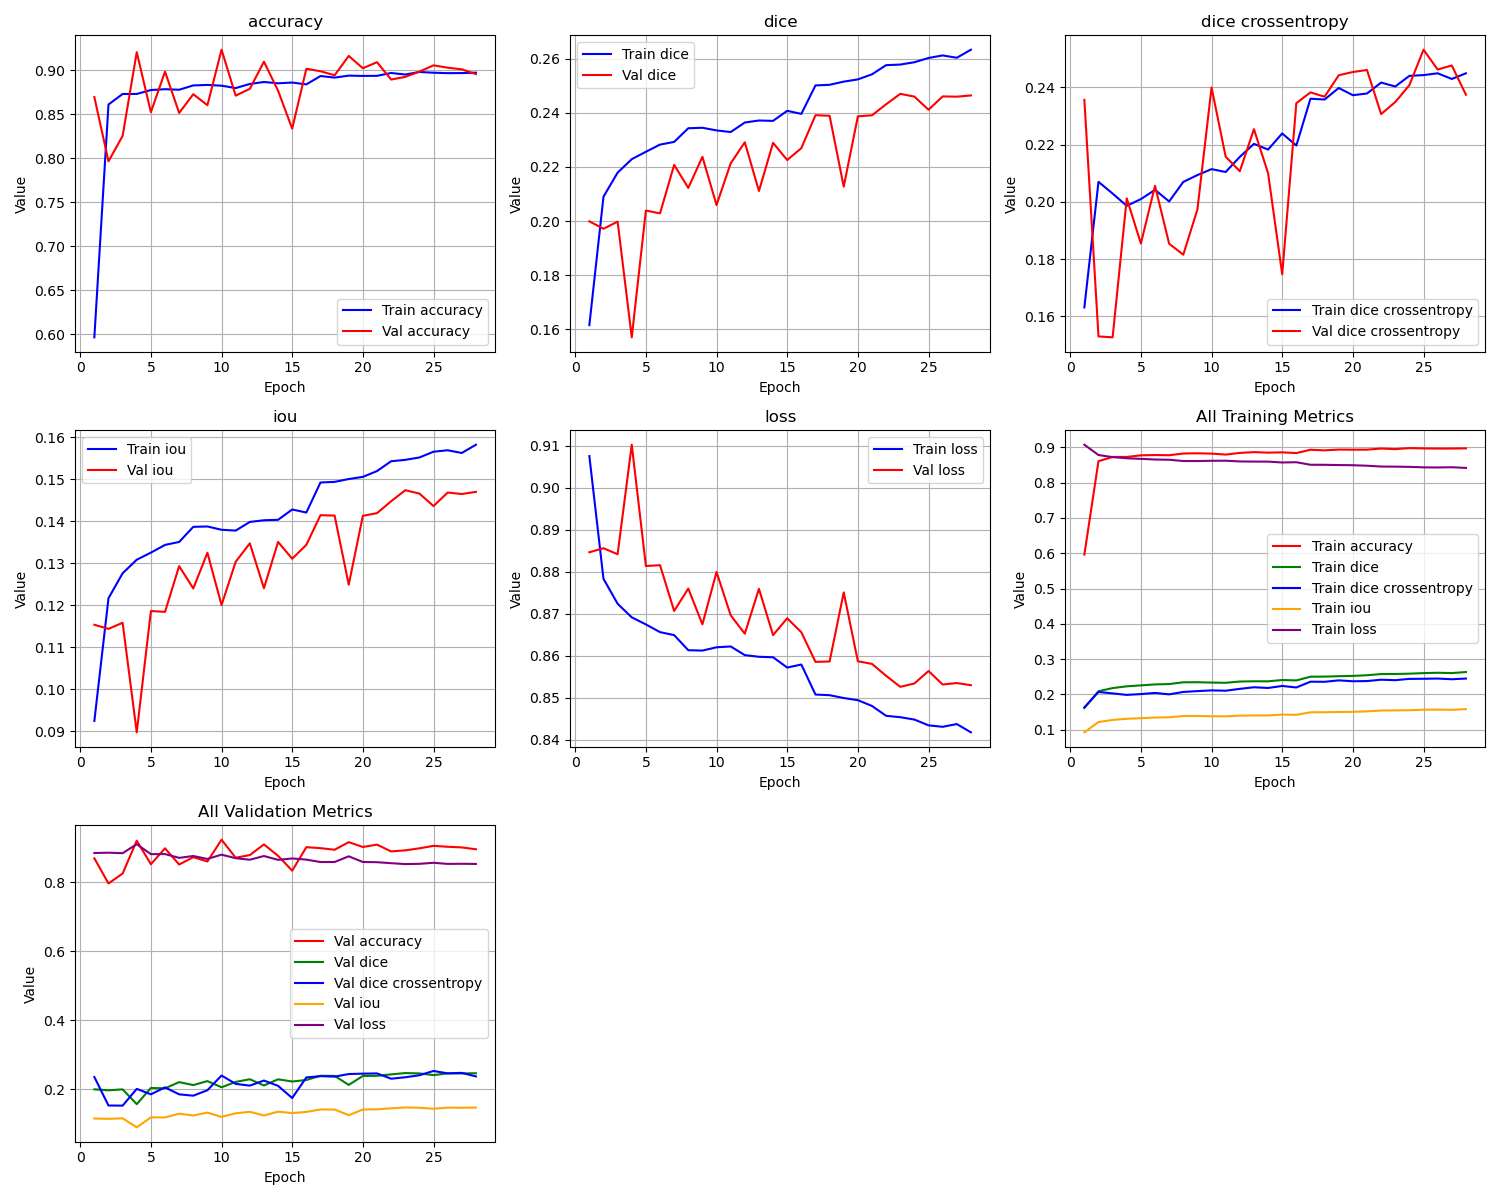 accuracy
0.90
0.85
0.80
0.75
0.70
0.65
0.60
Value
Train accuracy
Val accuracy
0 5 10 15 20 25
Epoch
dice
0.26
0.24
0.22
0.20
0.18
0.16
Value
Train dice
Val dice
0 5 10 15 20 25
Epoch
dice crossentropy
0.24
0.22
0.20
0.18
0.16
Value
Train dice crossentropy
Val dice crossentropy
0 5 10 15 20 25
Epoch
iou
0.16
0.15
0.14
0.13
0.12
0.11
0.10
0.09
Value
Train iou
Val iou
0 5 10 15 20 25
Epoch
loss
0.91
0.90
0.89
0.88
0.87
0.86
0.85
0.84
Value
Train loss
Val loss
0 5 10 15 20 25
Epoch
All Training Metrics
0.9
0.8
0.7
0.6
0.5
0.4
0.3
0.2
0.1
Value
Train accuracy
Train dice
Train dice crossentropy
Train iou
Train loss
0 5 10 15 20 25
Epoch
All Validation Metrics
0.8
0.6
0.4
0.2
Value
Val accuracy
Val dice
Val dice crossentropy
Val iou
Val loss
0 5 10 15 20 25
Epoch